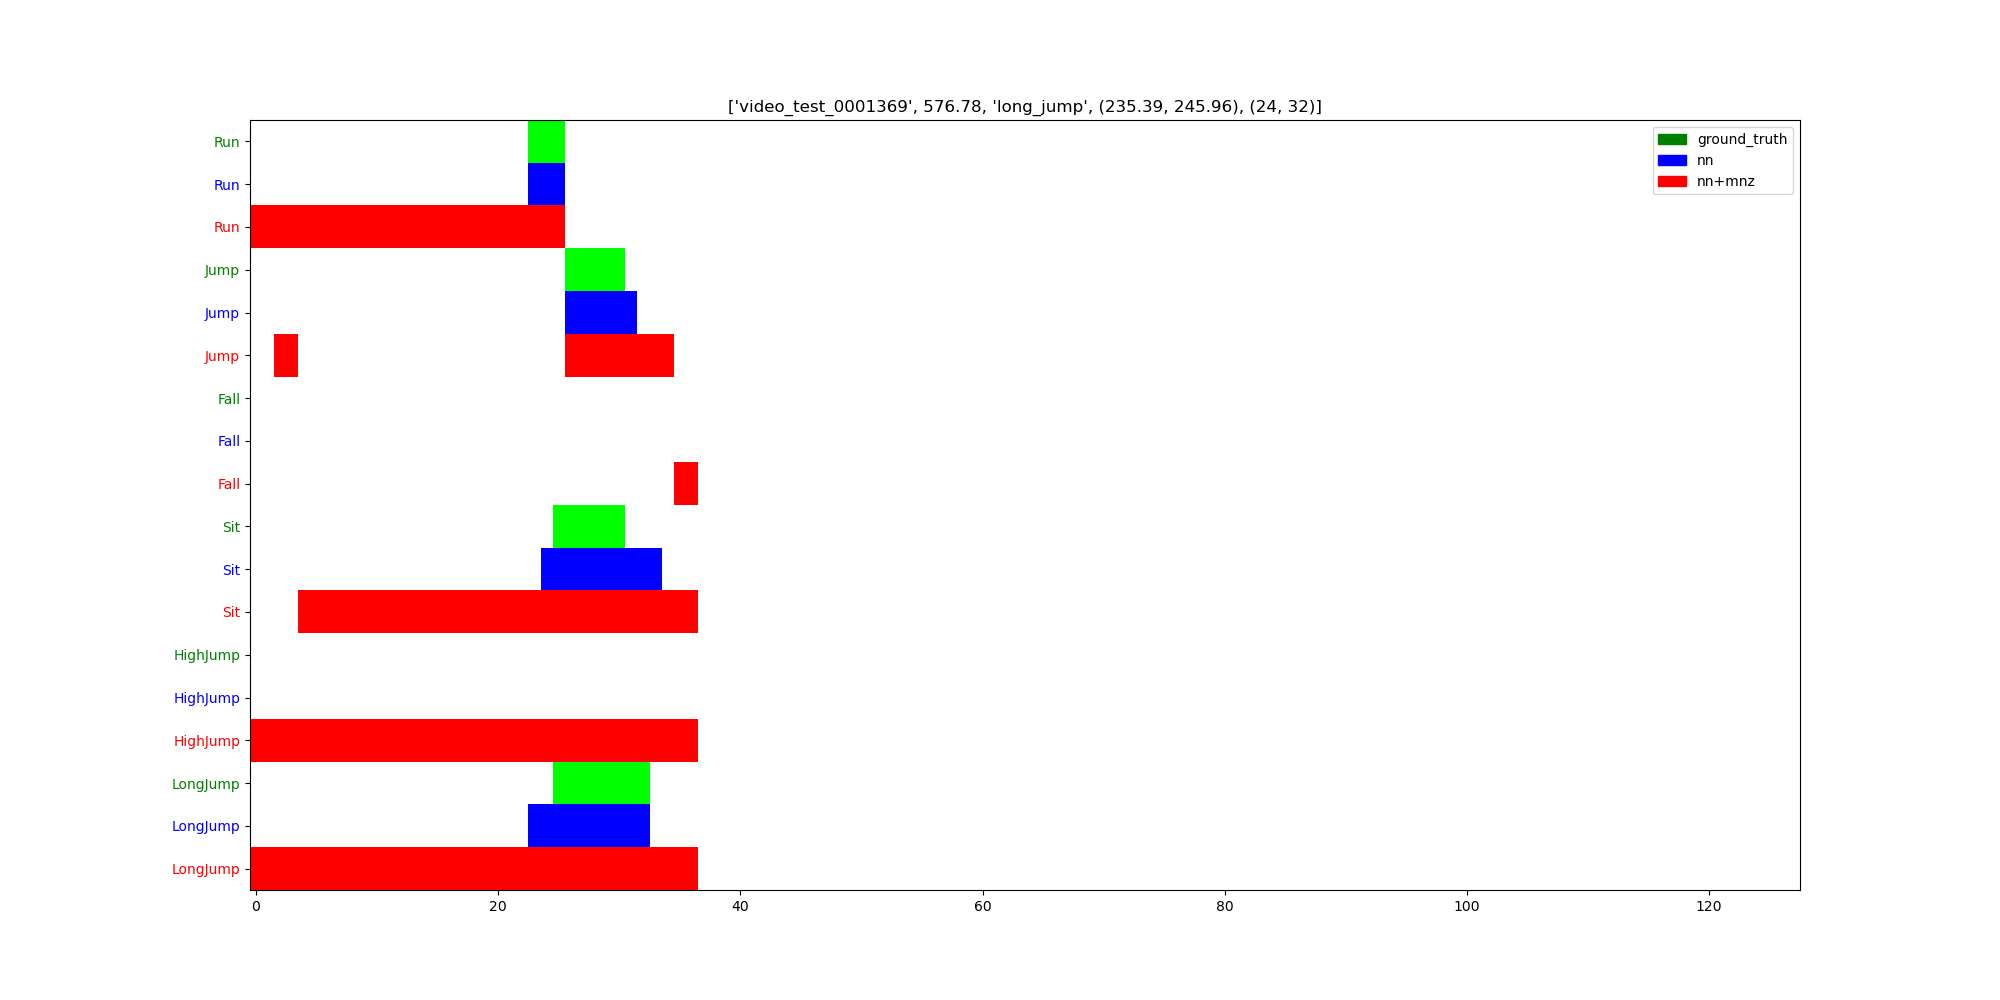 ['video_test_0001369', 576.78, 'long_jump', (235.39, 245.96), (24, 32)]
ground_truth
nn
nn+mnz
Run
Run
Run
Jump
Jump
Jump
Fall
Fall
Fall
Sit
Sit
Sit
HighJump
HighJump
HighJump
LongJump
LongJump
LongJump
0 20 40 60 80 100 120